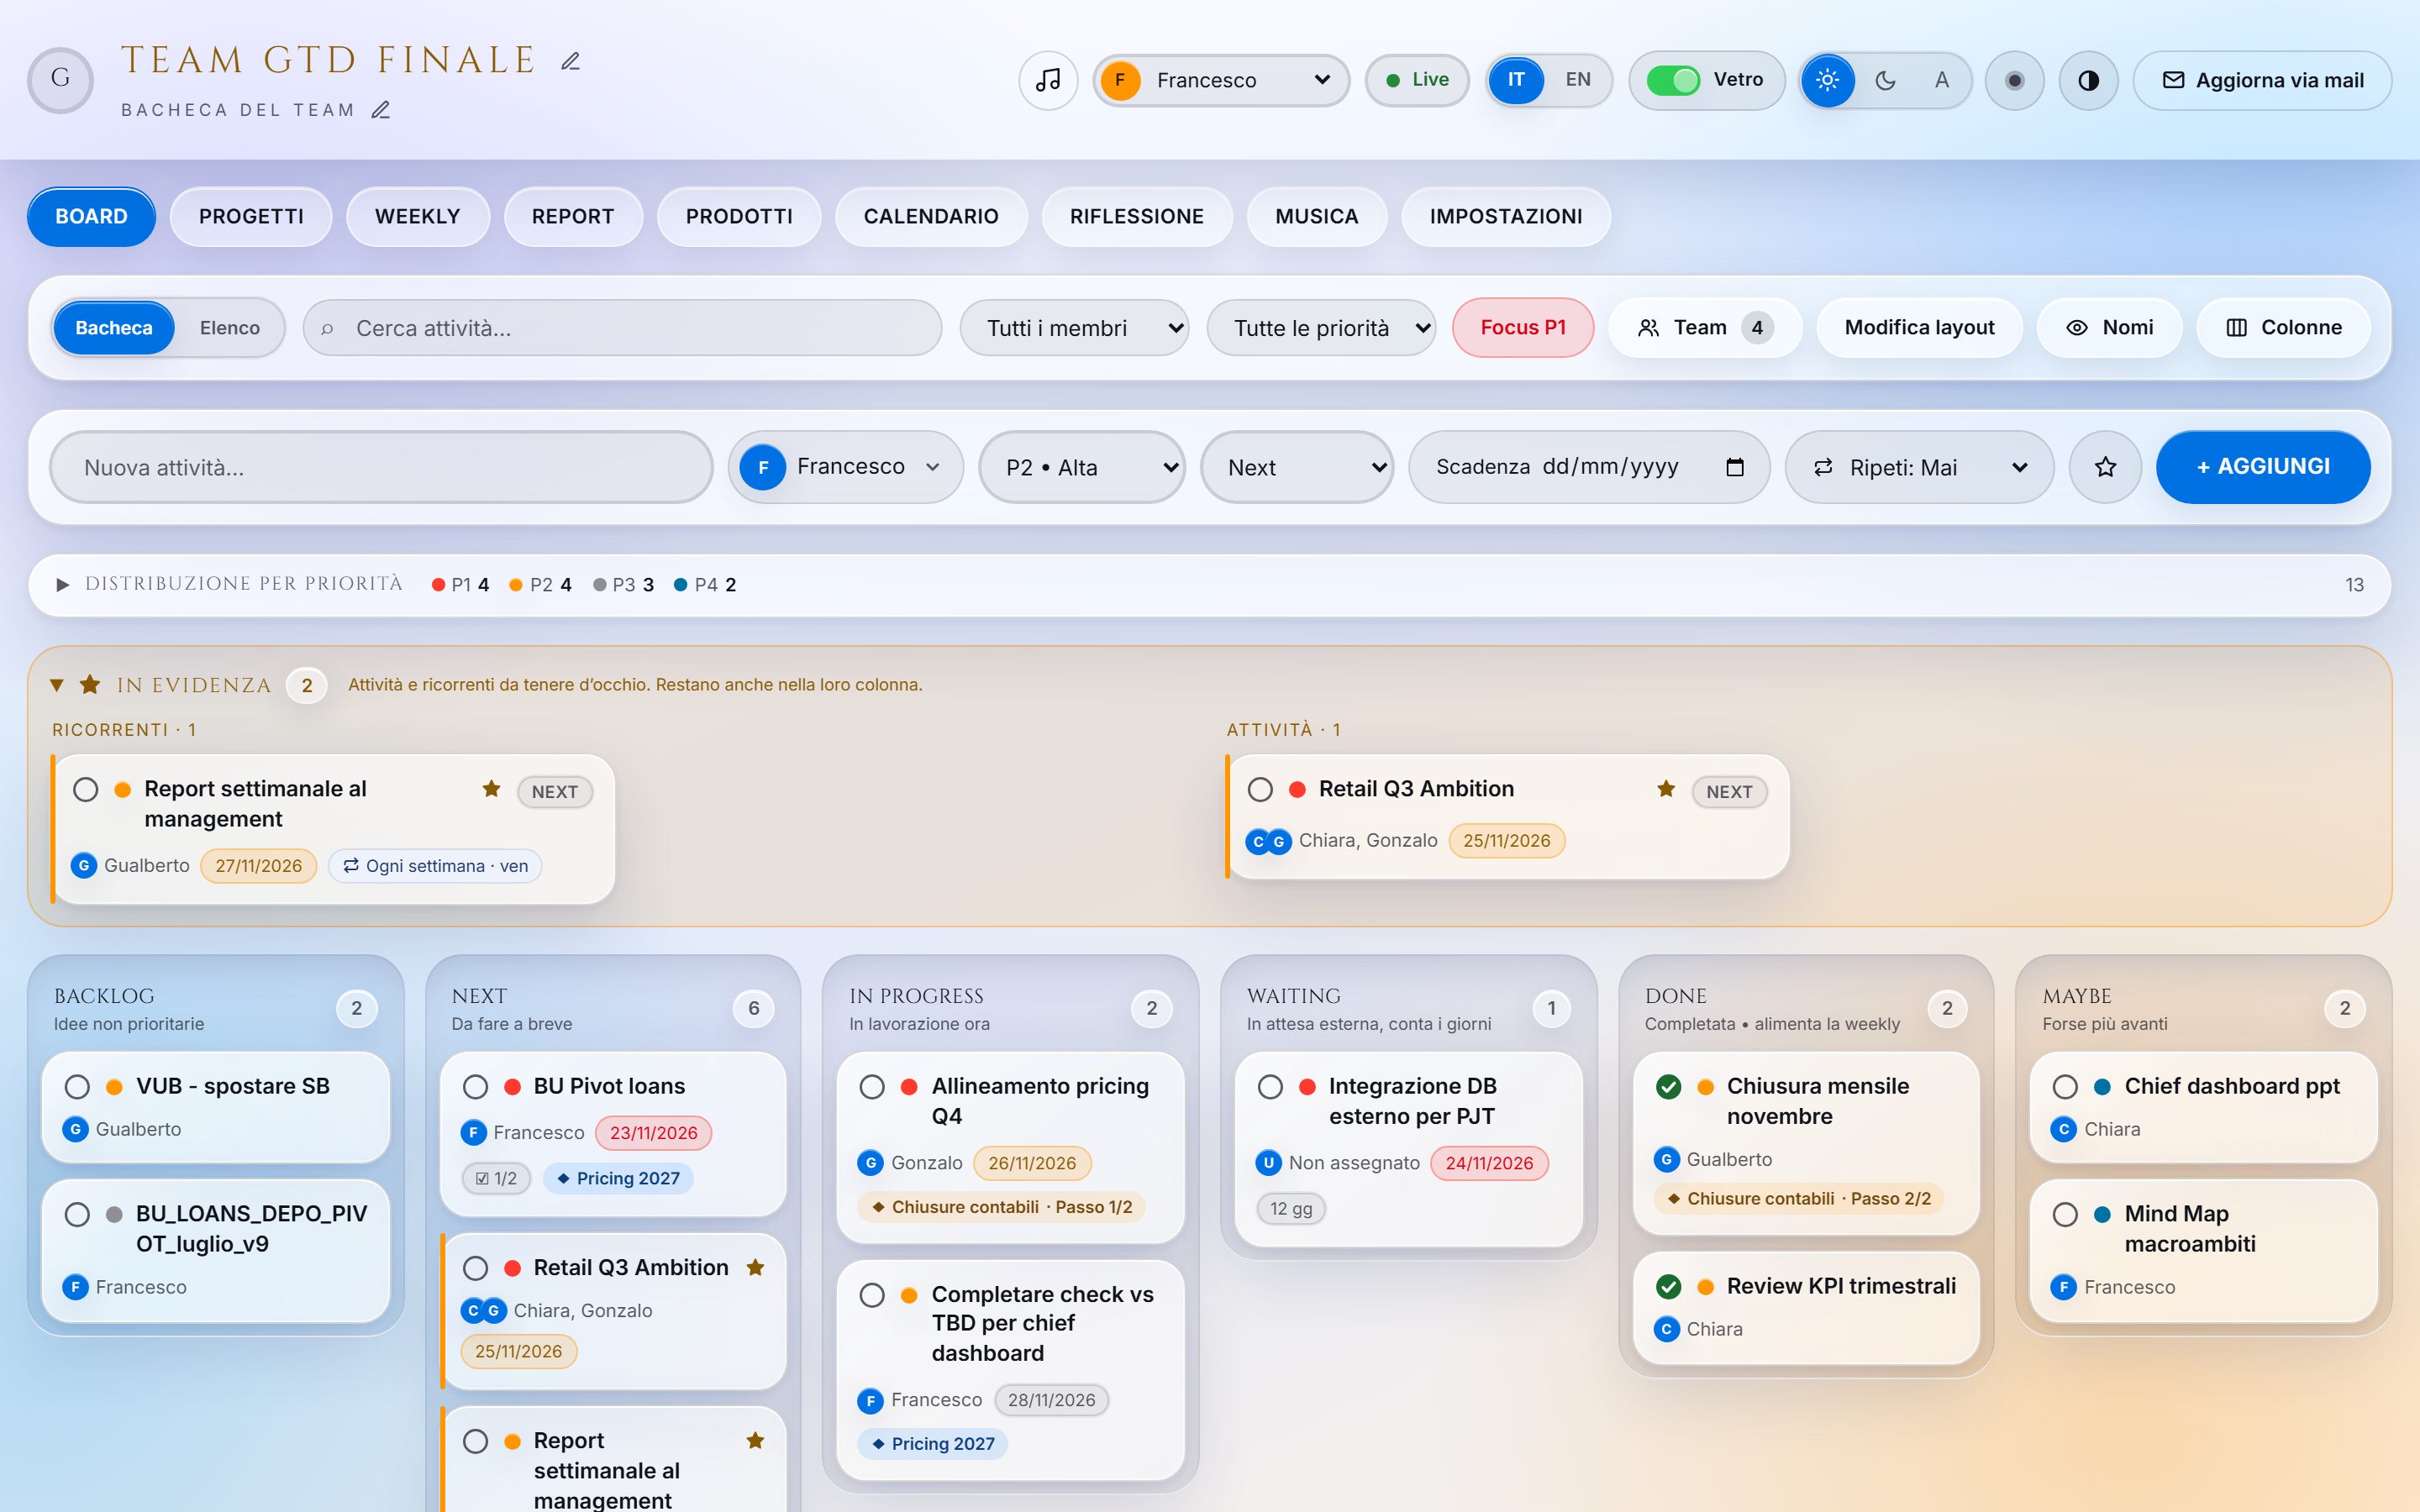 G
TEAM GTD FINALE
BACHECA DEL TEAM
F Francesco
Live
IT EN
Vetro
A
Aggiorna via mail
BOARD PROGETTI WEEKLY REPORT PRODOTTI CALENDARIO RIFLESSIONE MUSICA IMPOSTAZIONI
Bacheca Elenco Cerca attività... Tutti i membri Tutte le priorità Focus P1 Team 4 Modifica layout Nomi Colonne
Nuova attività... F Francesco P2 • Alta Next Scadenza dd/mm/yyyy Ripeti: Mai + AGGIUNGI
DISTRIBUZIONE PER PRIORITÀ P1 4 P2 4 P3 3 P4 2 13
IN EVIDENZA 2 Attività e ricorrenti da tenere d’occhio. Restano anche nella loro colonna.
RICORRENTI · 1
Report settimanale al
management
NEXT
G Gualberto 27/11/2026 Ogni settimana · ven
ATTIVITÀ · 1
Retail Q3 Ambition NEXT
C G Chiara, Gonzalo 25/11/2026
BACKLOG 2
Idee non prioritarie
VUB - spostare SB
G Gualberto
BU_LOANS_DEPO_PIV
OT_luglio_v9
F Francesco
NEXT 6
Da fare a breve
BU Pivot loans
F Francesco 23/11/2026
☑ 1/2 ◆ Pricing 2027
Retail Q3 Ambition
C G Chiara, Gonzalo
25/11/2026
Report
settimanale al
management
IN PROGRESS 2
In lavorazione ora
Allineamento pricing
Q4
G Gonzalo 26/11/2026
◆ Chiusure contabili · Passo 1/2
Completare check vs
TBD per chief
dashboard
F Francesco 28/11/2026
◆ Pricing 2027
WAITING 1
In attesa esterna, conta i giorni
Integrazione DB
esterno per PJT
U Non assegnato 24/11/2026
12 gg
DONE 2
Completata • alimenta la weekly
Chiusura mensile
novembre
G Gualberto
◆ Chiusure contabili · Passo 2/2
Review KPI trimestrali
C Chiara
MAYBE 2
Forse più avanti
Chief dashboard ppt
C Chiara
Mind Map
macroambiti
F Francesco